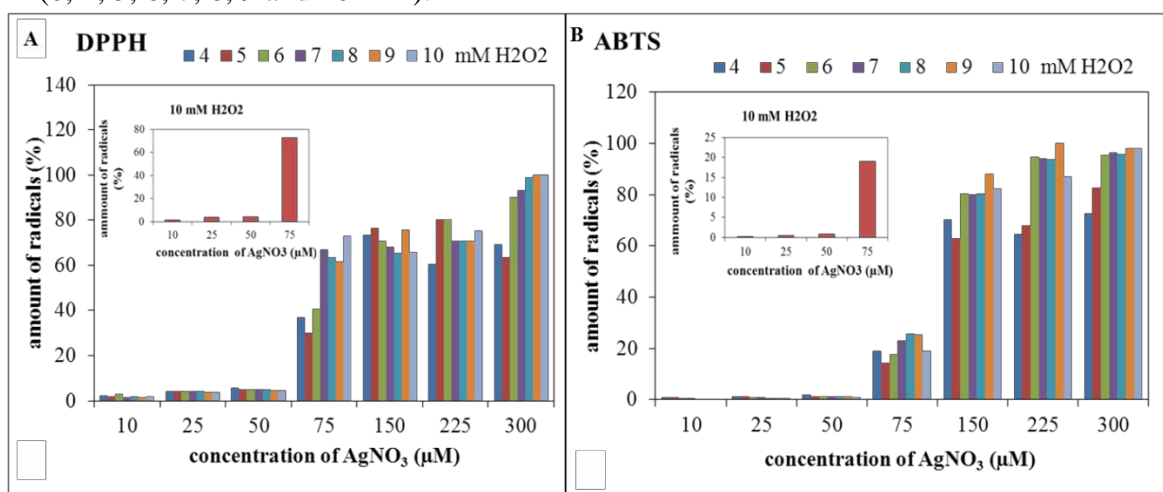 A DPPH
4 5 6 7 8 9 10 mM H2O2
140
120
100
80
60
40
20
0
amount of radicals (%)
10 mM H2O2
80
60
40
20
0
ammount of radicals
(%)
10 25 50 75
concentration of AgNO3 (µM)
10 25 50 75 150 225 300
concentration of AgNO₃ (µM)
B ABTS
4 5 6 7 8 9 10 mM H2O2
120
100
80
60
40
20
0
amount of radicals (%)
10 mM H2O2
25
20
15
10
5
0
ammount of radicals
(%)
10 25 50 75
concentration of AgNO3 (µM)
10 25 50 75 150 225 300
concentration of AgNO₃ (µM)